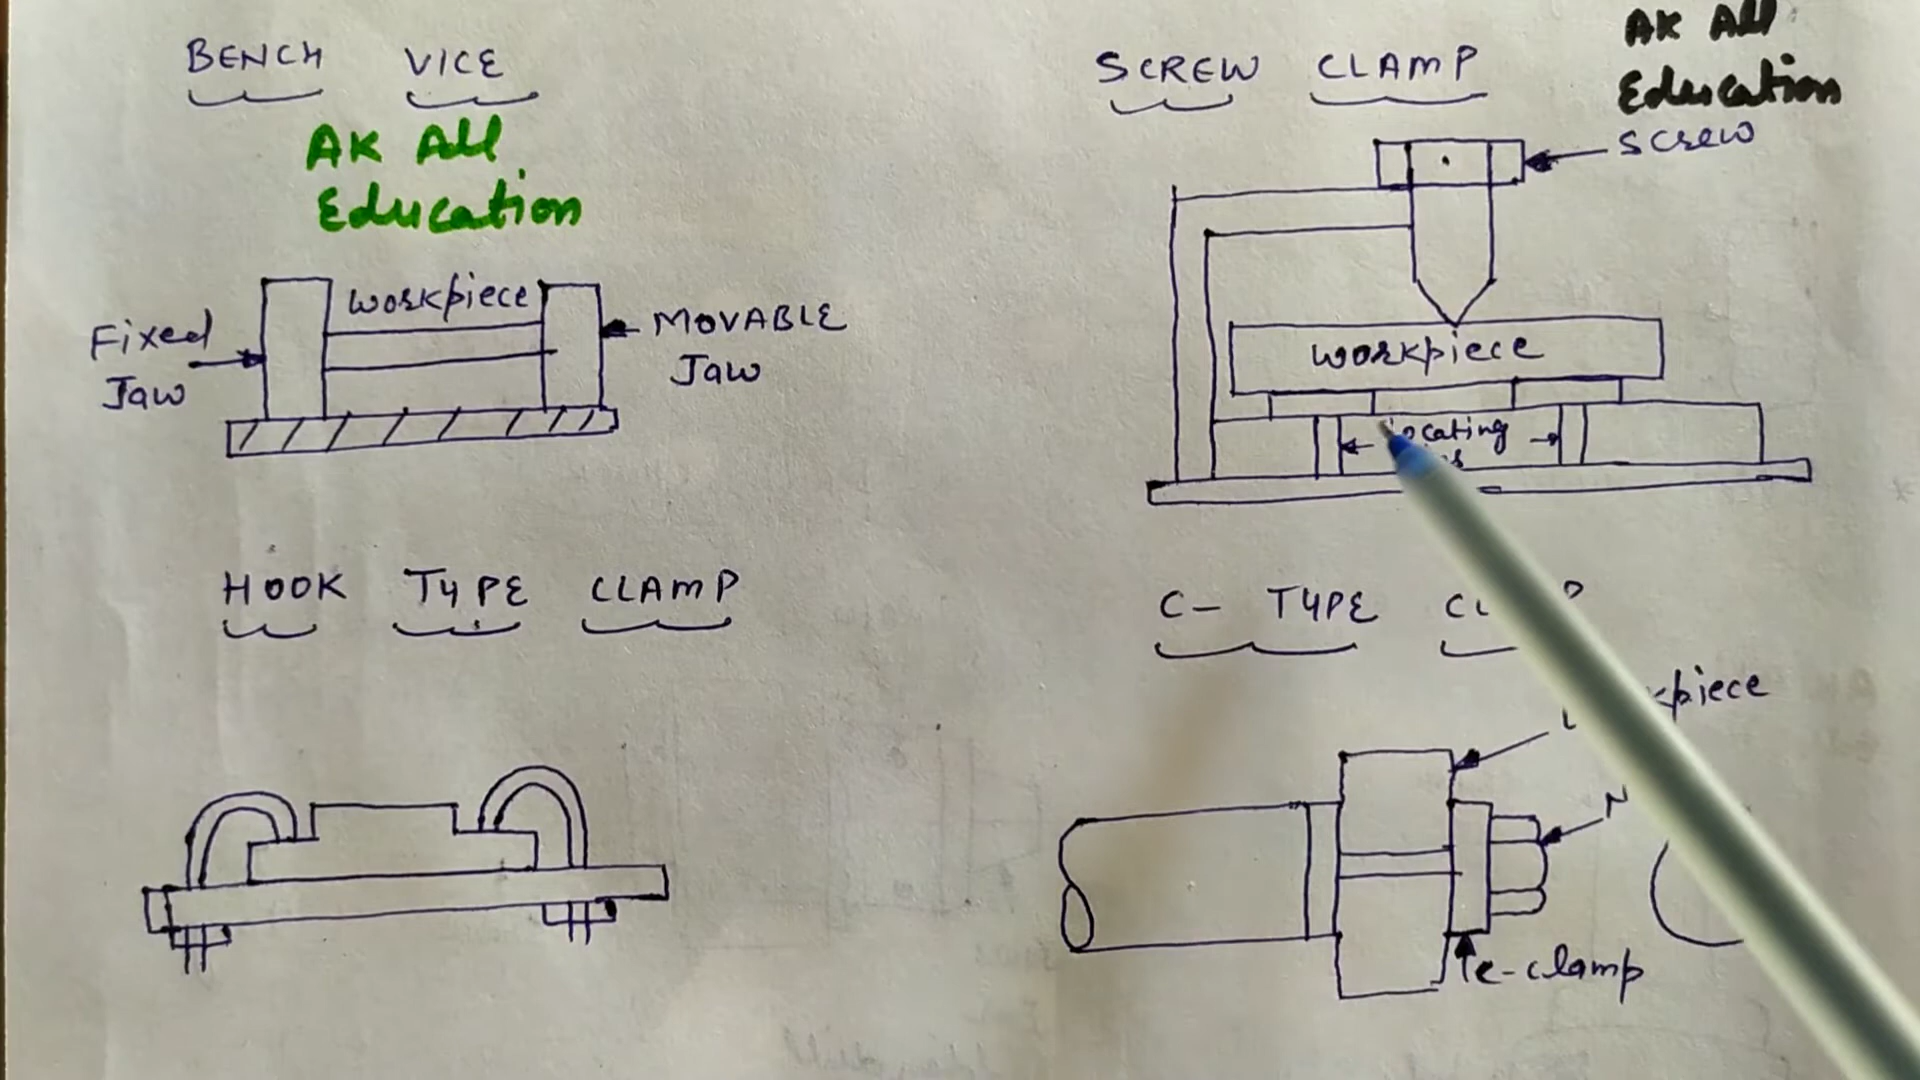 BENCH VICE
AK All
Education
workpiece
Fixed
Jaw
MOVABLE
Jaw
SCREW CLAMP
AK All
Education
screw
workpiece
HOOK TYPE CLAMP
C- TYPE
c-clamp